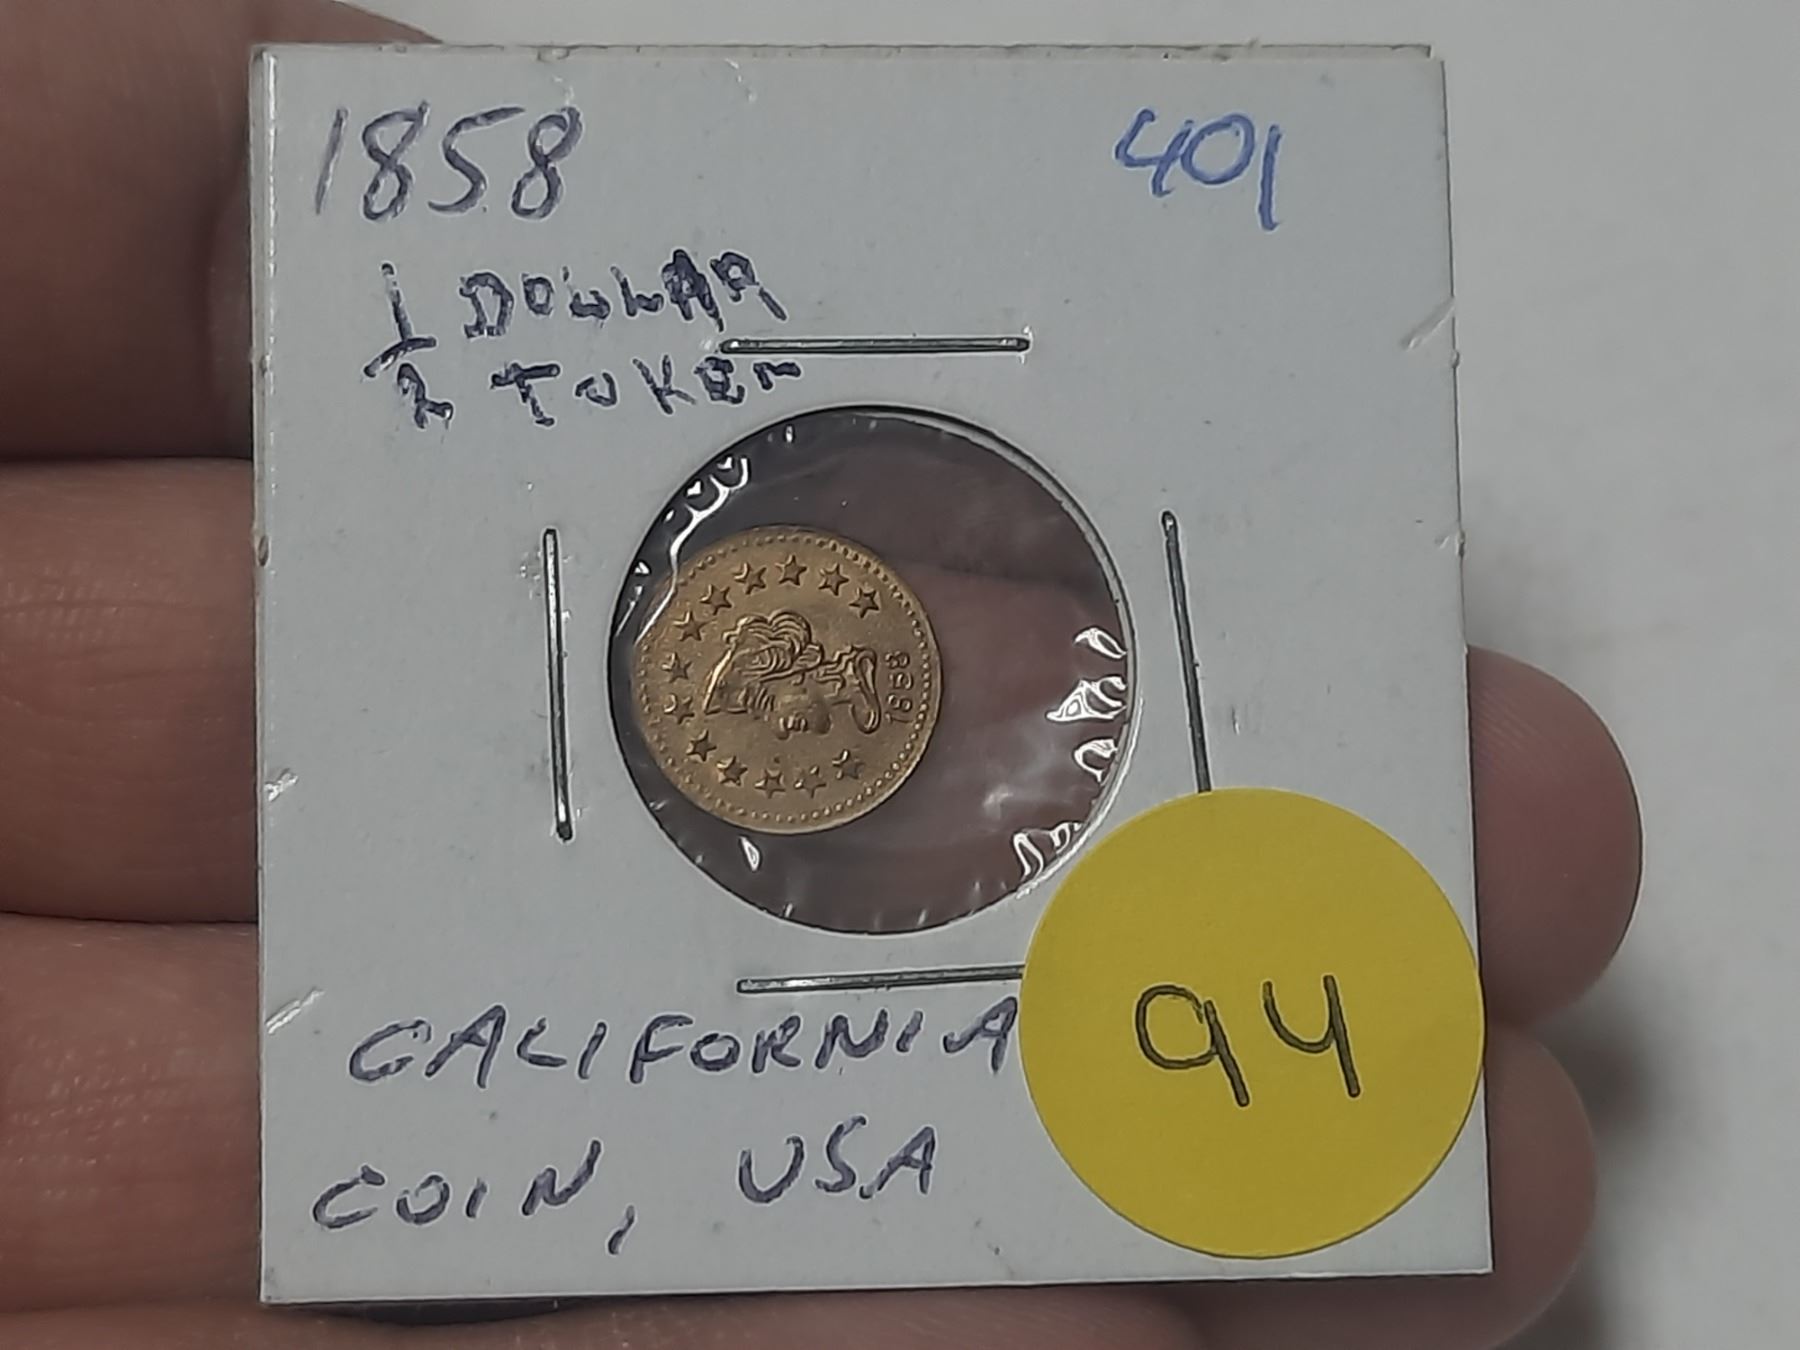 1858 401
1/2 DOLLAR
TOKEN
1858
CALIFORNIA
COIN, USA
94